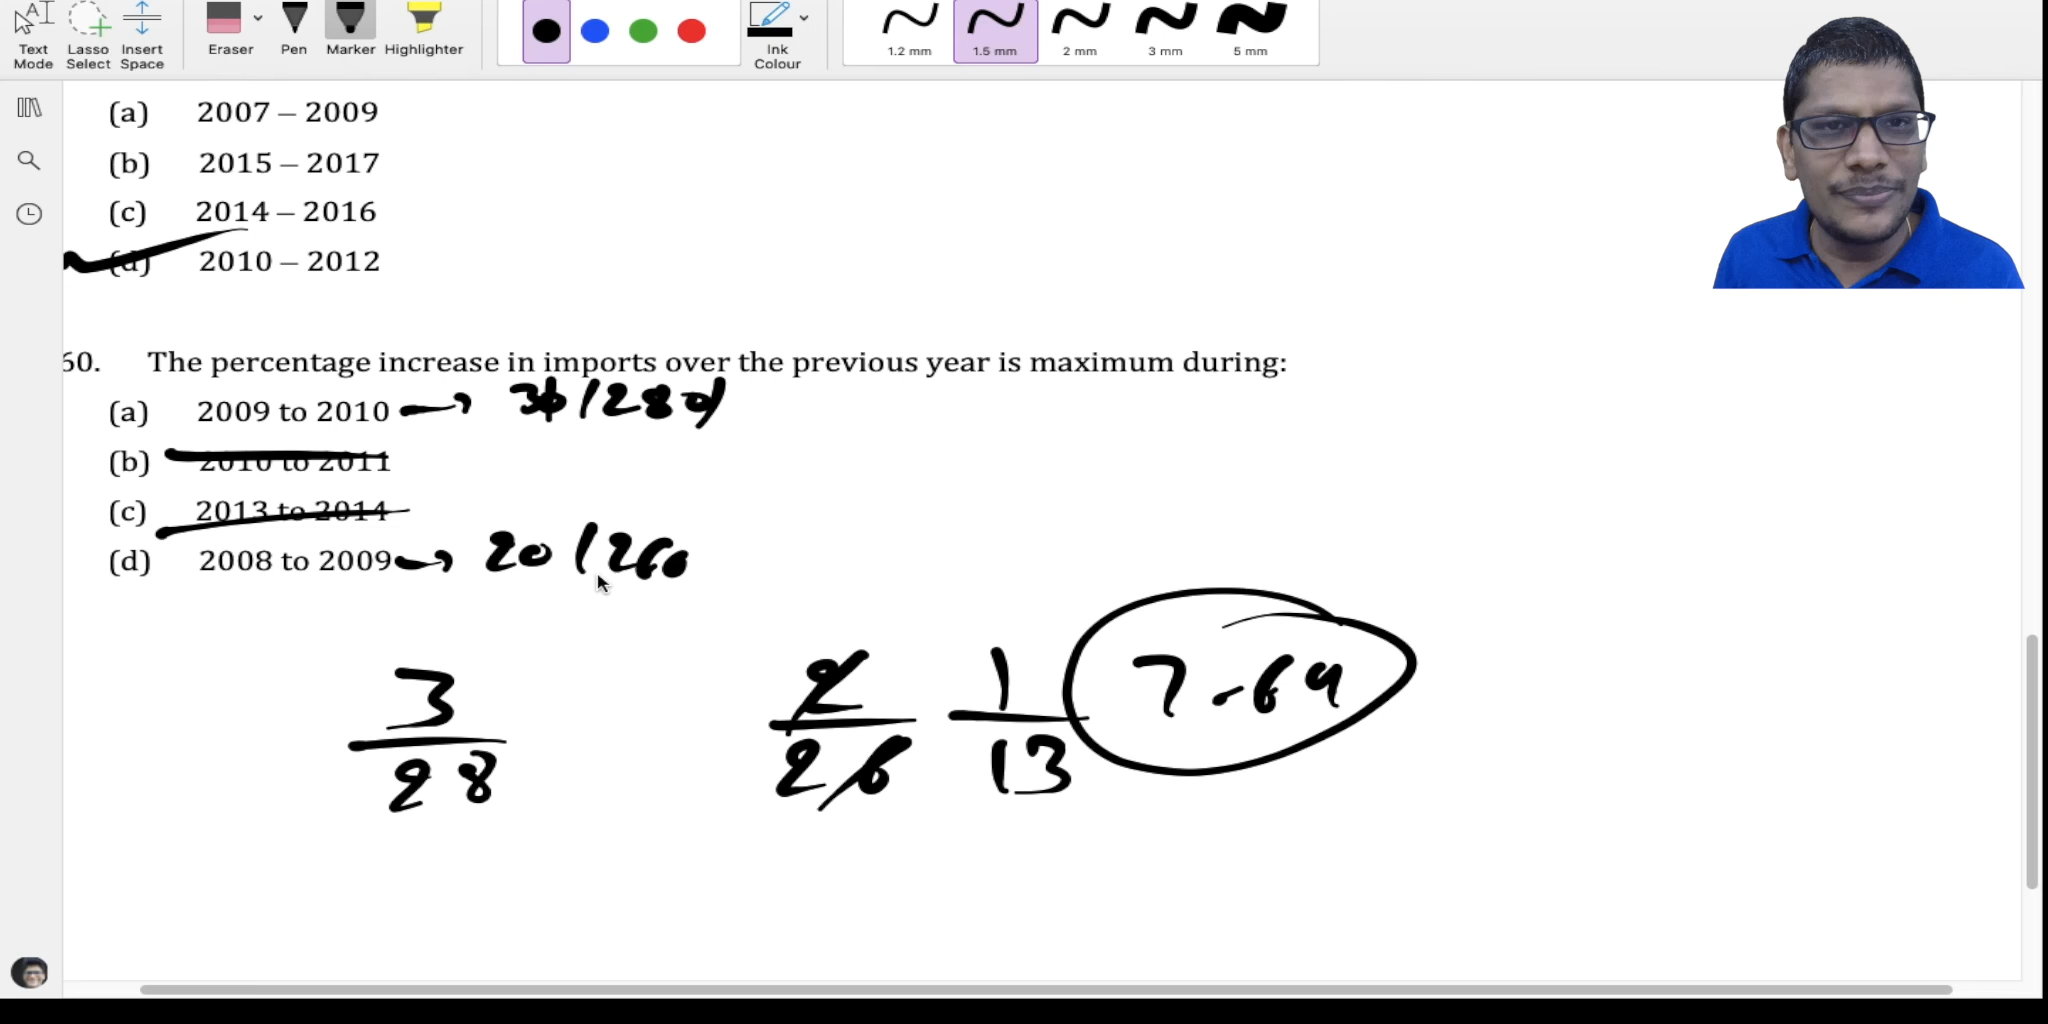 Text Mode
Lasso Select
Insert Space
Eraser
Pen
Marker
Highlighter
Ink Colour
1.2 mm
1.5 mm
2 mm
3 mm
5 mm
(a) 2007 – 2009
(b) 2015 – 2017
(c) 2014 – 2016
(d) 2010 – 2012
60. The percentage increase in imports over the previous year is maximum during:
(a) 2009 to 2010 → 30/280
(b) 2010 to 2011
(c) 2013 to 2014
(d) 2008 to 2009 → 20/260
3/28 2/26 1/13 7.69